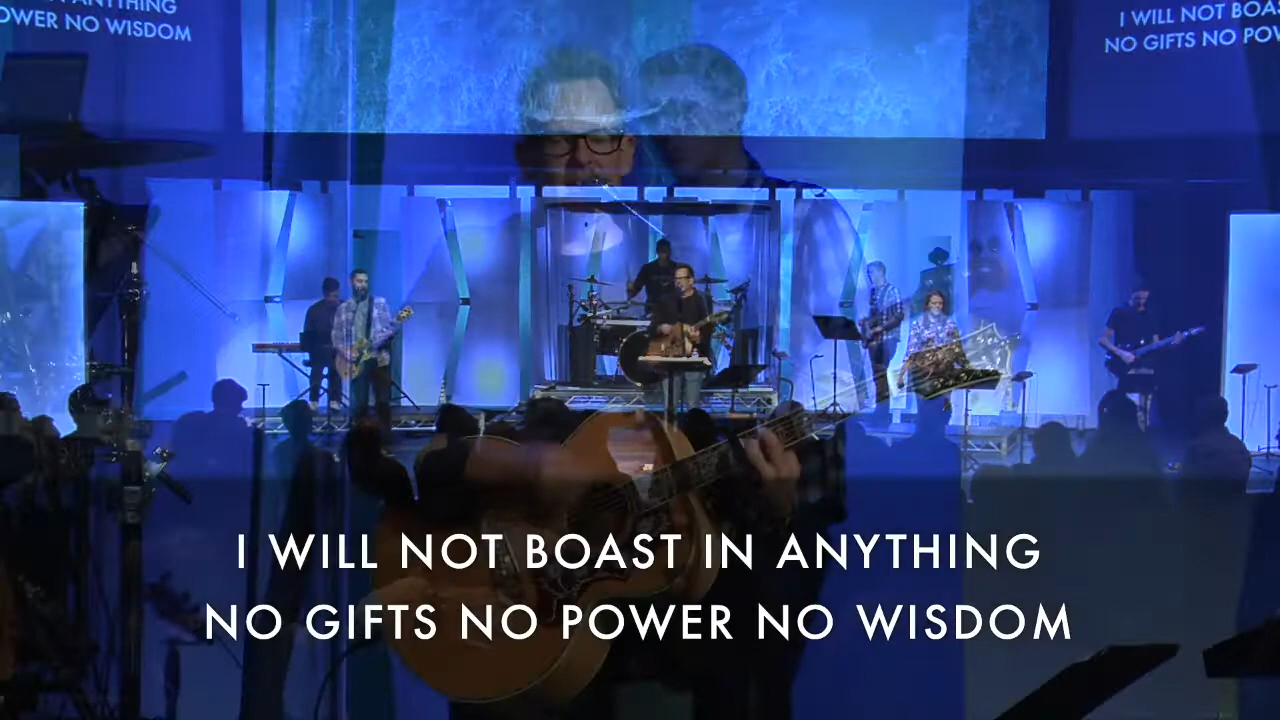 ANYTHING
OWER NO WISDOM
I WILL NOT BOAS
NO GIFTS NO POW
I WILL NOT BOAST IN ANYTHING
NO GIFTS NO POWER NO WISDOM